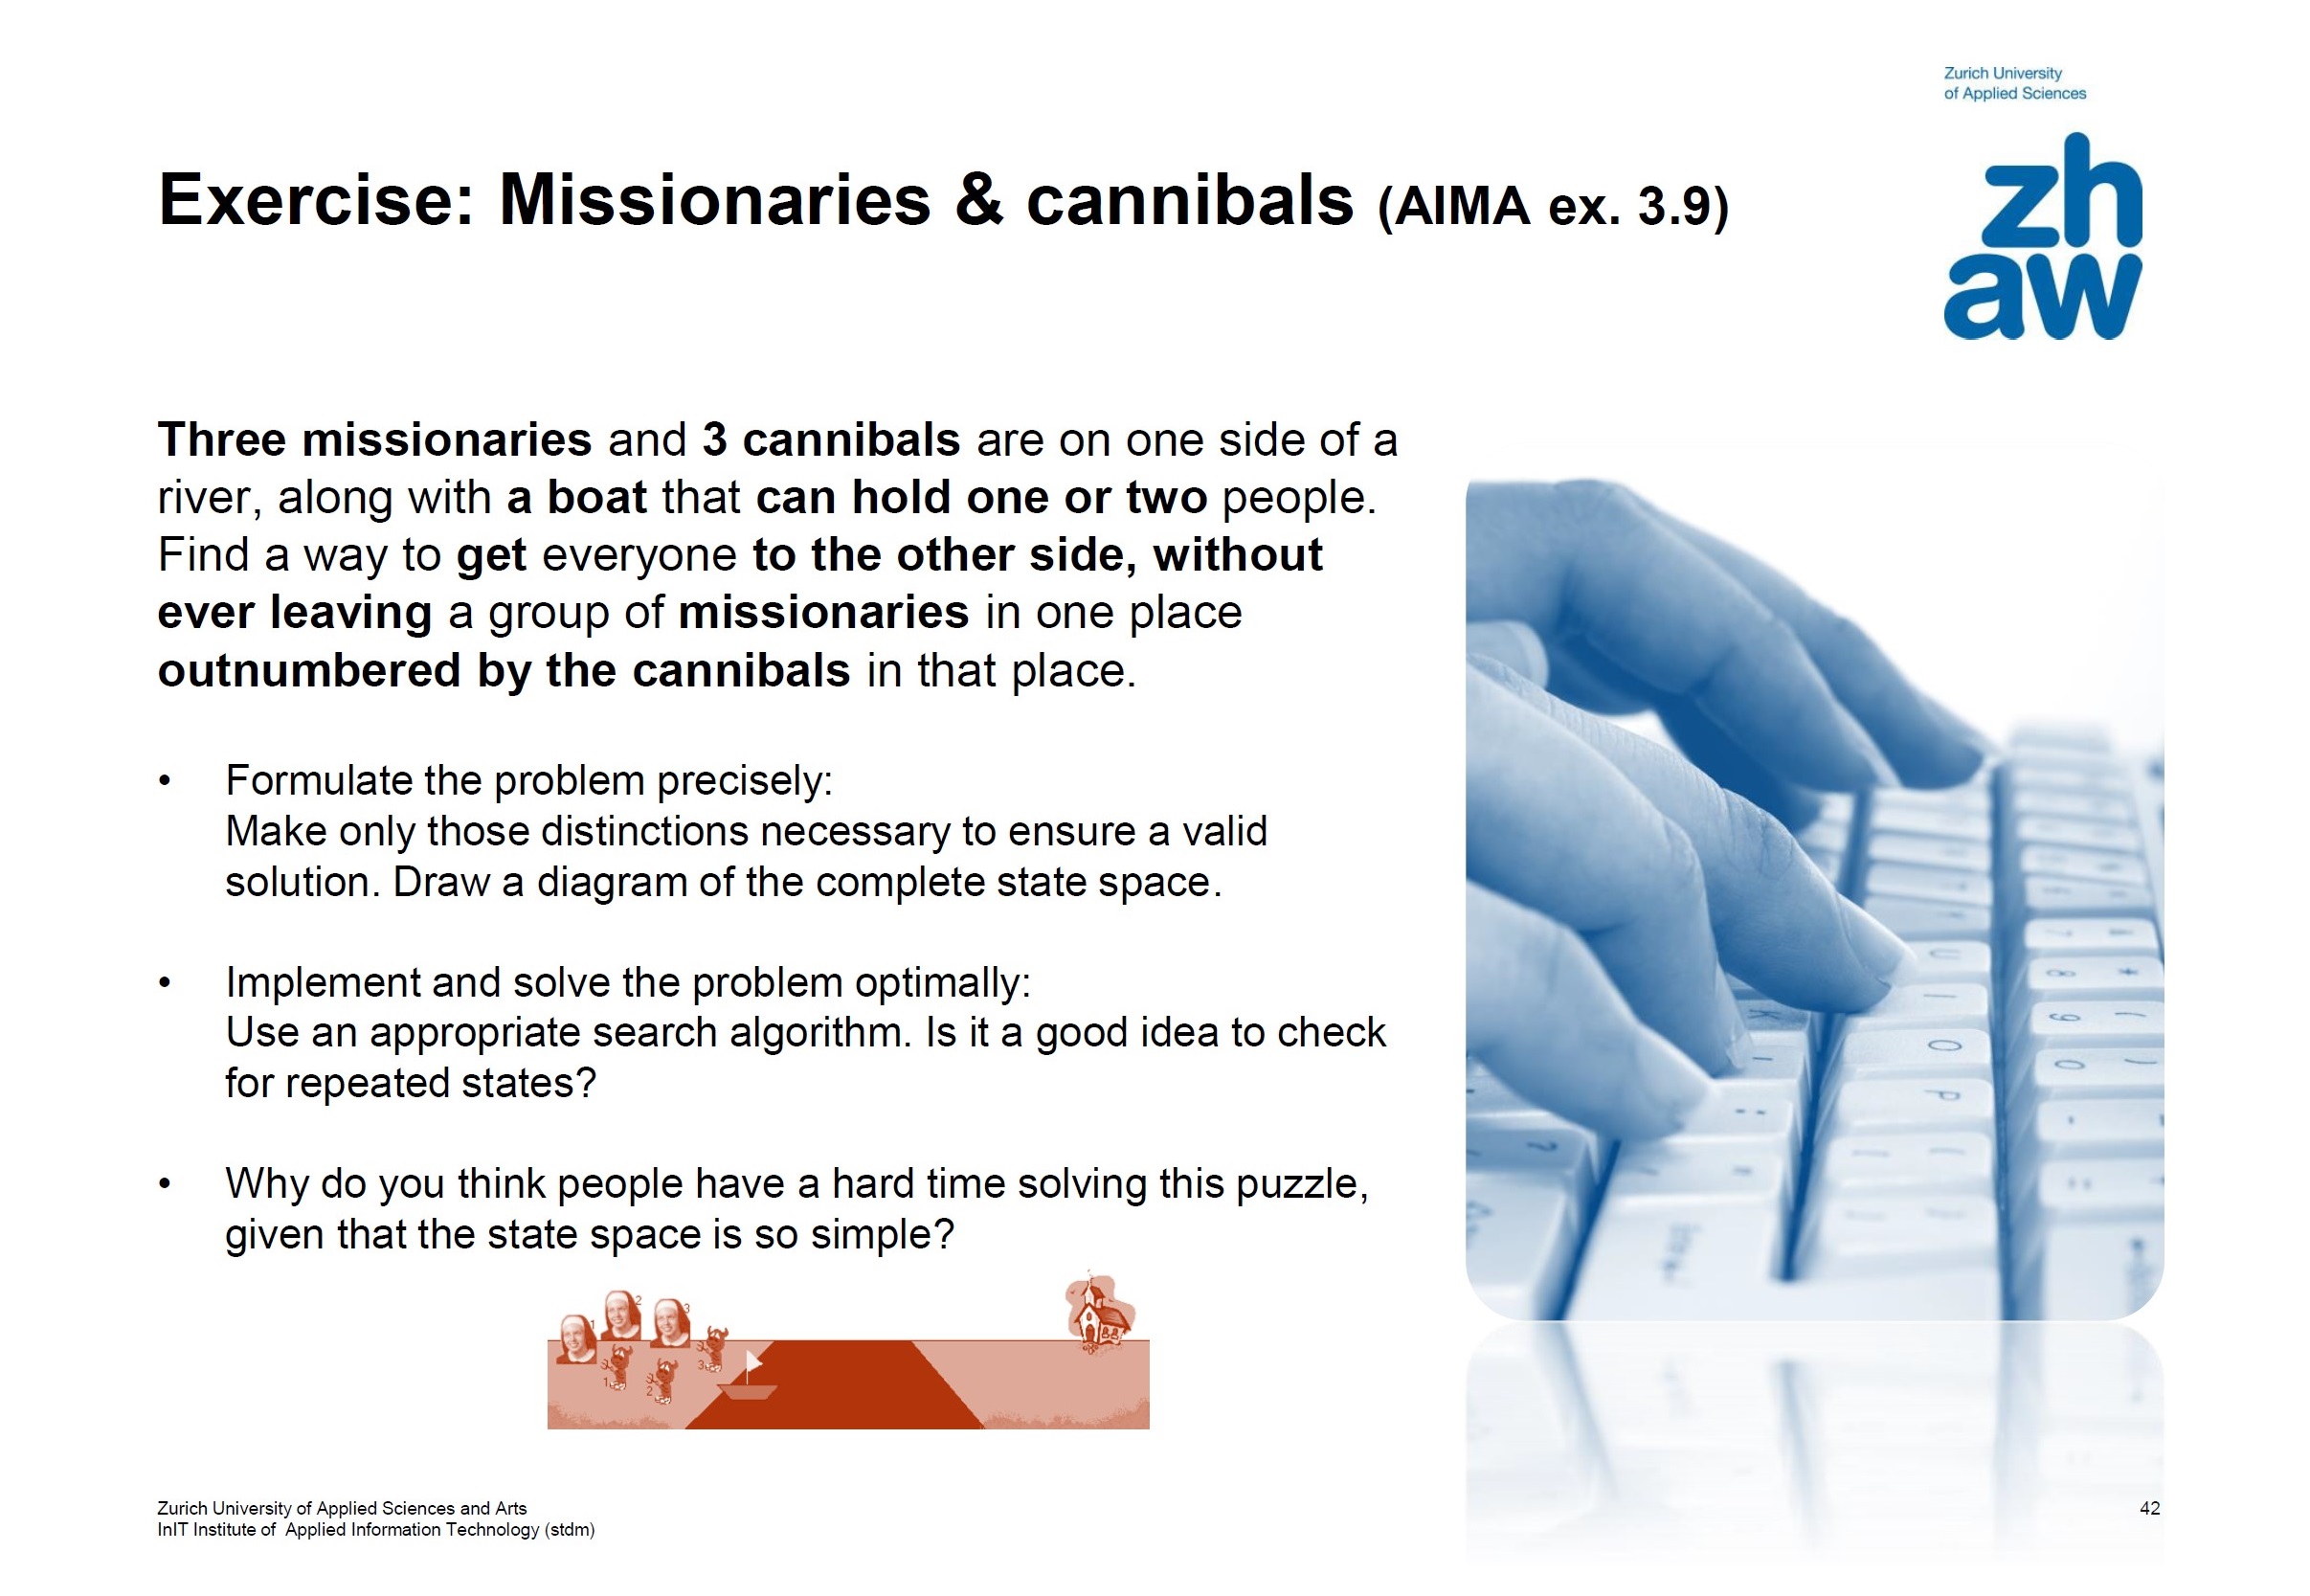 Zurich University
of Applied Sciences
zh
aw
Exercise: Missionaries & cannibals (AIMA ex. 3.9)
Three missionaries and 3 cannibals are on one side of a
river, along with a boat that can hold one or two people.
Find a way to get everyone to the other side, without
ever leaving a group of missionaries in one place
outnumbered by the cannibals in that place.
• Formulate the problem precisely:
Make only those distinctions necessary to ensure a valid
solution. Draw a diagram of the complete state space.
• Implement and solve the problem optimally:
Use an appropriate search algorithm. Is it a good idea to check
for repeated states?
• Why do you think people have a hard time solving this puzzle,
given that the state space is so simple?
1 2 3
1 2 3
Zurich University of Applied Sciences and Arts
InIT Institute of Applied Information Technology (stdm)
42